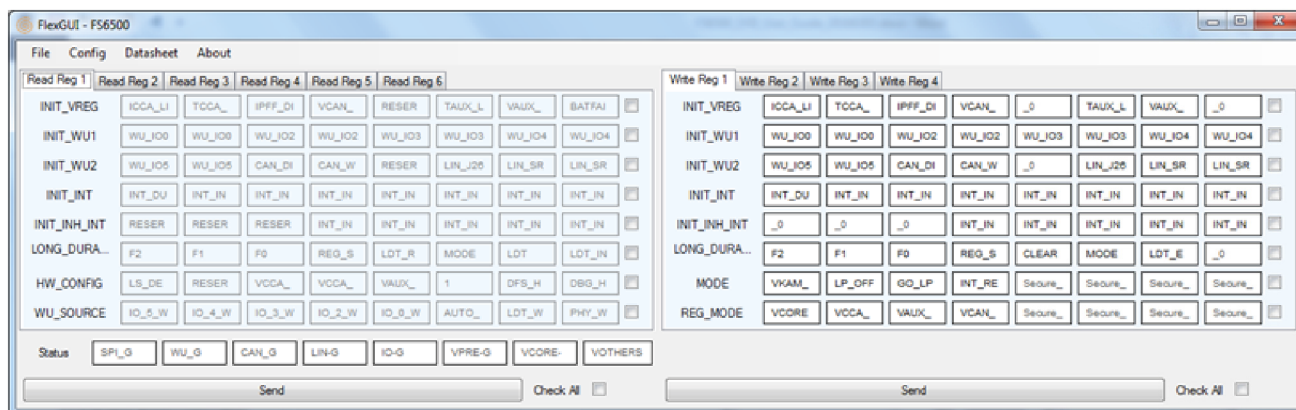 FlexGUI - FS6500
File Config Datasheet About
Read Reg 1 Read Reg 2 Read Reg 3 Read Reg 4 Read Reg 5 Read Reg 6
INIT_VREG ICCA_LI TCCA_ IPFF_DI VCAN_ RESER TAUX_L VAUX_ BATFAI
INIT_WU1 WU_IO0 WU_IO0 WU_IO2 WU_IO2 WU_IO3 WU_IO3 WU_IO4 WU_IO4
INIT_WU2 WU_IO5 WU_IO5 CAN_DI CAN_W RESER LIN_J26 LIN_SR LIN_SR
INIT_INT INT_DU INT_IN INT_IN INT_IN INT_IN INT_IN INT_IN INT_IN
INIT_INH_INT RESER RESER RESER INT_IN INT_IN INT_IN INT_IN INT_IN
LONG_DURA... F2 F1 F0 REG_S LDT_R MODE LDT LDT_IN
HW_CONFIG LS_DE RESER VCCA_ VCCA_ VAUX_ 1 DFS_H DBG_H
WU_SOURCE IO_5_W IO_4_W IO_3_W IO_2_W IO_0_W AUTO_ LDT_W PHY_W
Status SPI_G WU_G CAN_G LIN-G IO-G VPRE-G VCORE- VOTHERS
Send Check All
Write Reg 1 Write Reg 2 Write Reg 3 Write Reg 4
INIT_VREG ICCA_LI TCCA_ IPFF_DI VCAN_ _0 TAUX_L VAUX_ _0
INIT_WU1 WU_IO0 WU_IO0 WU_IO2 WU_IO2 WU_IO3 WU_IO3 WU_IO4 WU_IO4
INIT_WU2 WU_IO5 WU_IO5 CAN_DI CAN_W _0 LIN_J26 LIN_SR LIN_SR
INIT_INT INT_DU INT_IN INT_IN INT_IN INT_IN INT_IN INT_IN INT_IN
INIT_INH_INT _0 _0 _0 INT_IN INT_IN INT_IN INT_IN INT_IN
LONG_DURA... F2 F1 F0 REG_S CLEAR MODE LDT_E _0
MODE VKAM_ LP_OFF GO_LP INT_RE Secure_ Secure_ Secure_ Secure_
REG_MODE VCORE VCCA_ VAUX_ VCAN_ Secure_ Secure_ Secure_ Secure_
Send Check All